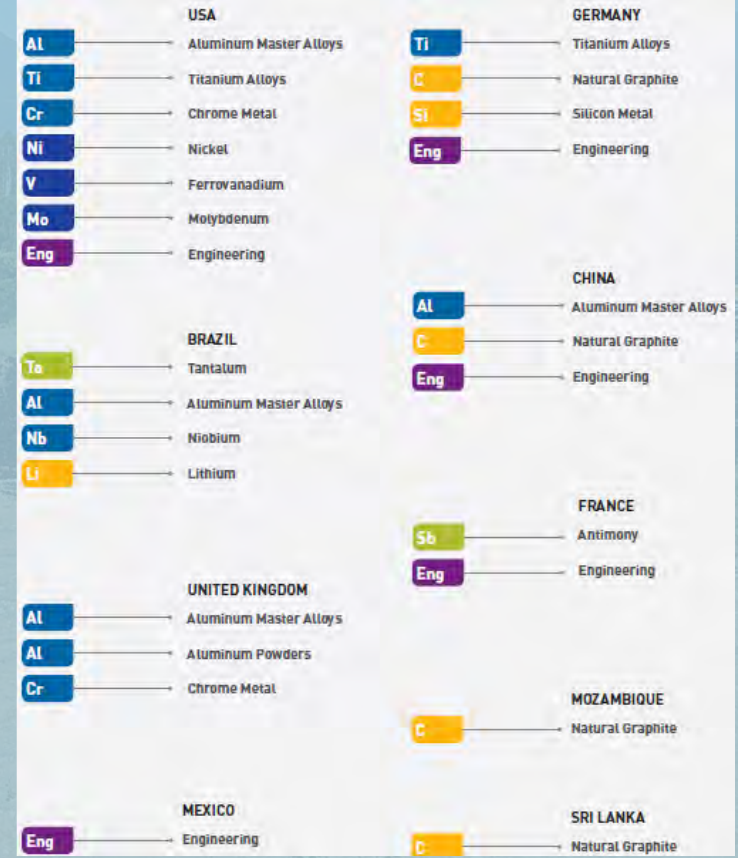 USA
Al Aluminum Master Alloys
Ti Titanium Alloys
Cr Chrome Metal
Ni Nickel
V Ferrovanadium
Mo Molybdenum
Eng Engineering
BRAZIL
Ta Tantalum
Al Aluminum Master Alloys
Nb Niobium
Li Lithium
UNITED KINGDOM
Al Aluminum Master Alloys
Al Aluminum Powders
Cr Chrome Metal
MEXICO
Eng Engineering
GERMANY
Ti Titanium Alloys
C Natural Graphite
Si Silicon Metal
Eng Engineering
CHINA
Al Aluminum Master Alloys
C Natural Graphite
Eng Engineering
FRANCE
Sb Antimony
Eng Engineering
MOZAMBIQUE
C Natural Graphite
SRI LANKA
C Natural Graphite